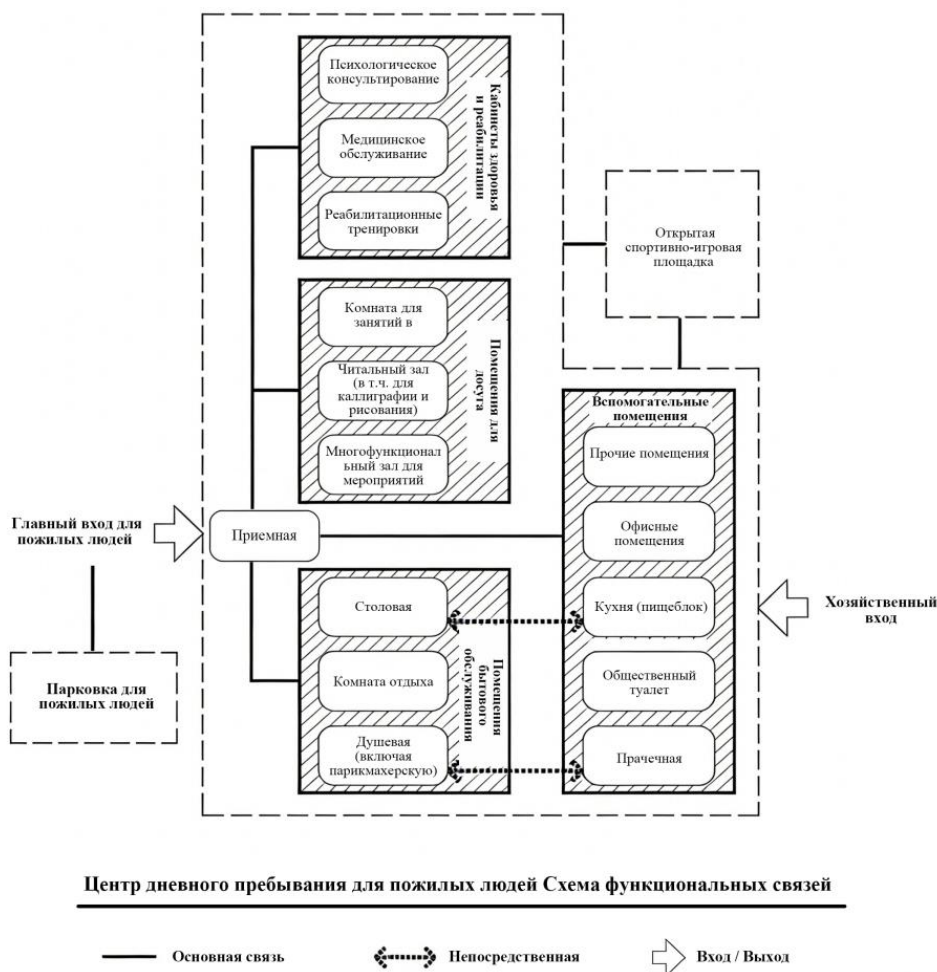 Психологическое
консультирование
Медицинское
обслуживание
Реабилитационные
тренировки
Кабинеты здоровья
и реабилитации
Открытая
спортивно-игровая
площадка
Комната для
занятий в
Читальный зал
(в т.ч. для
каллиграфии и
рисования)
Многофункционал
ьный зал для
мероприятий
Помещения для
досуга
Вспомогательные
помещения
Прочие помещения
Офисные
помещения
Кухня (пищеблок)
Общественный
туалет
Прачечная
Главный вход для
пожилых людей
Приемная
Хозяйственный
вход
Столовая
Комната отдыха
Душевая
(включая
парикмахерскую)
Помещения
бытового
обслуживания
Парковка для
пожилых людей
Центр дневного пребывания для пожилых людей Схема функциональных связей
Основная связь
Непосредственная
Вход / Выход